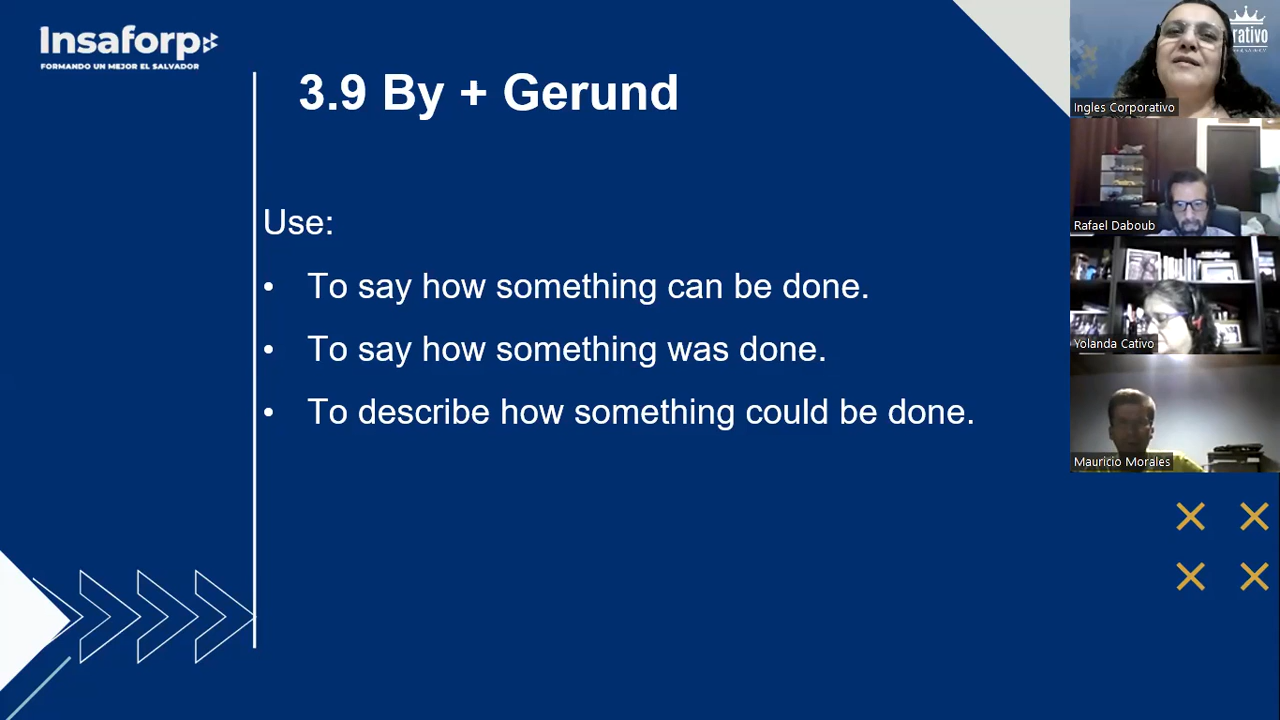 Insaforp
FORMANDO UN MEJOR EL SALVADOR
3.9 By + Gerund
Use:
• To say how something can be done.
• To say how something was done.
• To describe how something could be done.
rativo
Ingles Corporativo
Rafael Daboub
Yolanda Cativo
Mauricio Morales